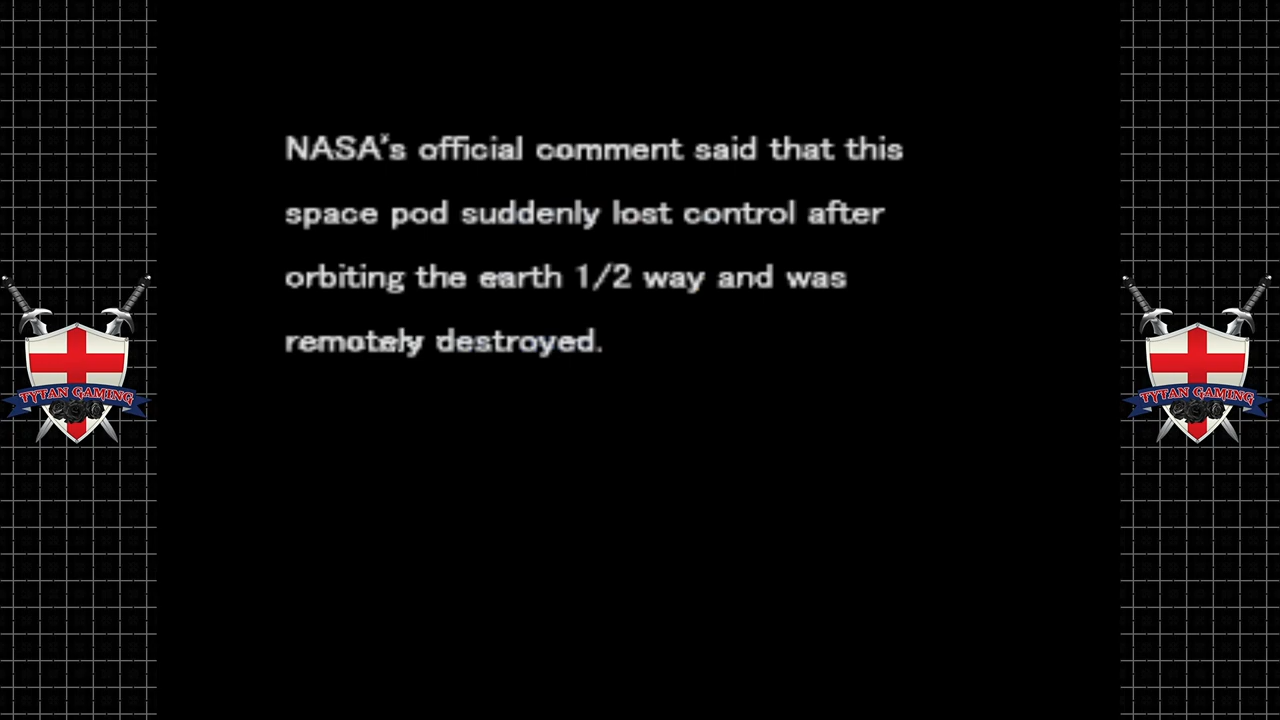 NASA's official comment said that this
space pod suddenly lost control after
orbiting the earth 1/2 way and was
remotely destroyed.
TYTAN GAMING
TYTAN GAMING